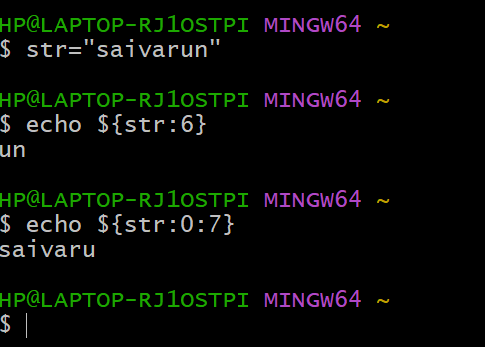 HP@LAPTOP-RJ1OSTPI MINGW64 ~
$ str="saivarun"
HP@LAPTOP-RJ1OSTPI MINGW64 ~
$ echo ${str:6}
un
HP@LAPTOP-RJ1OSTPI MINGW64 ~
$ echo ${str:0:7}
saivaru
HP@LAPTOP-RJ1OSTPI MINGW64 ~
$